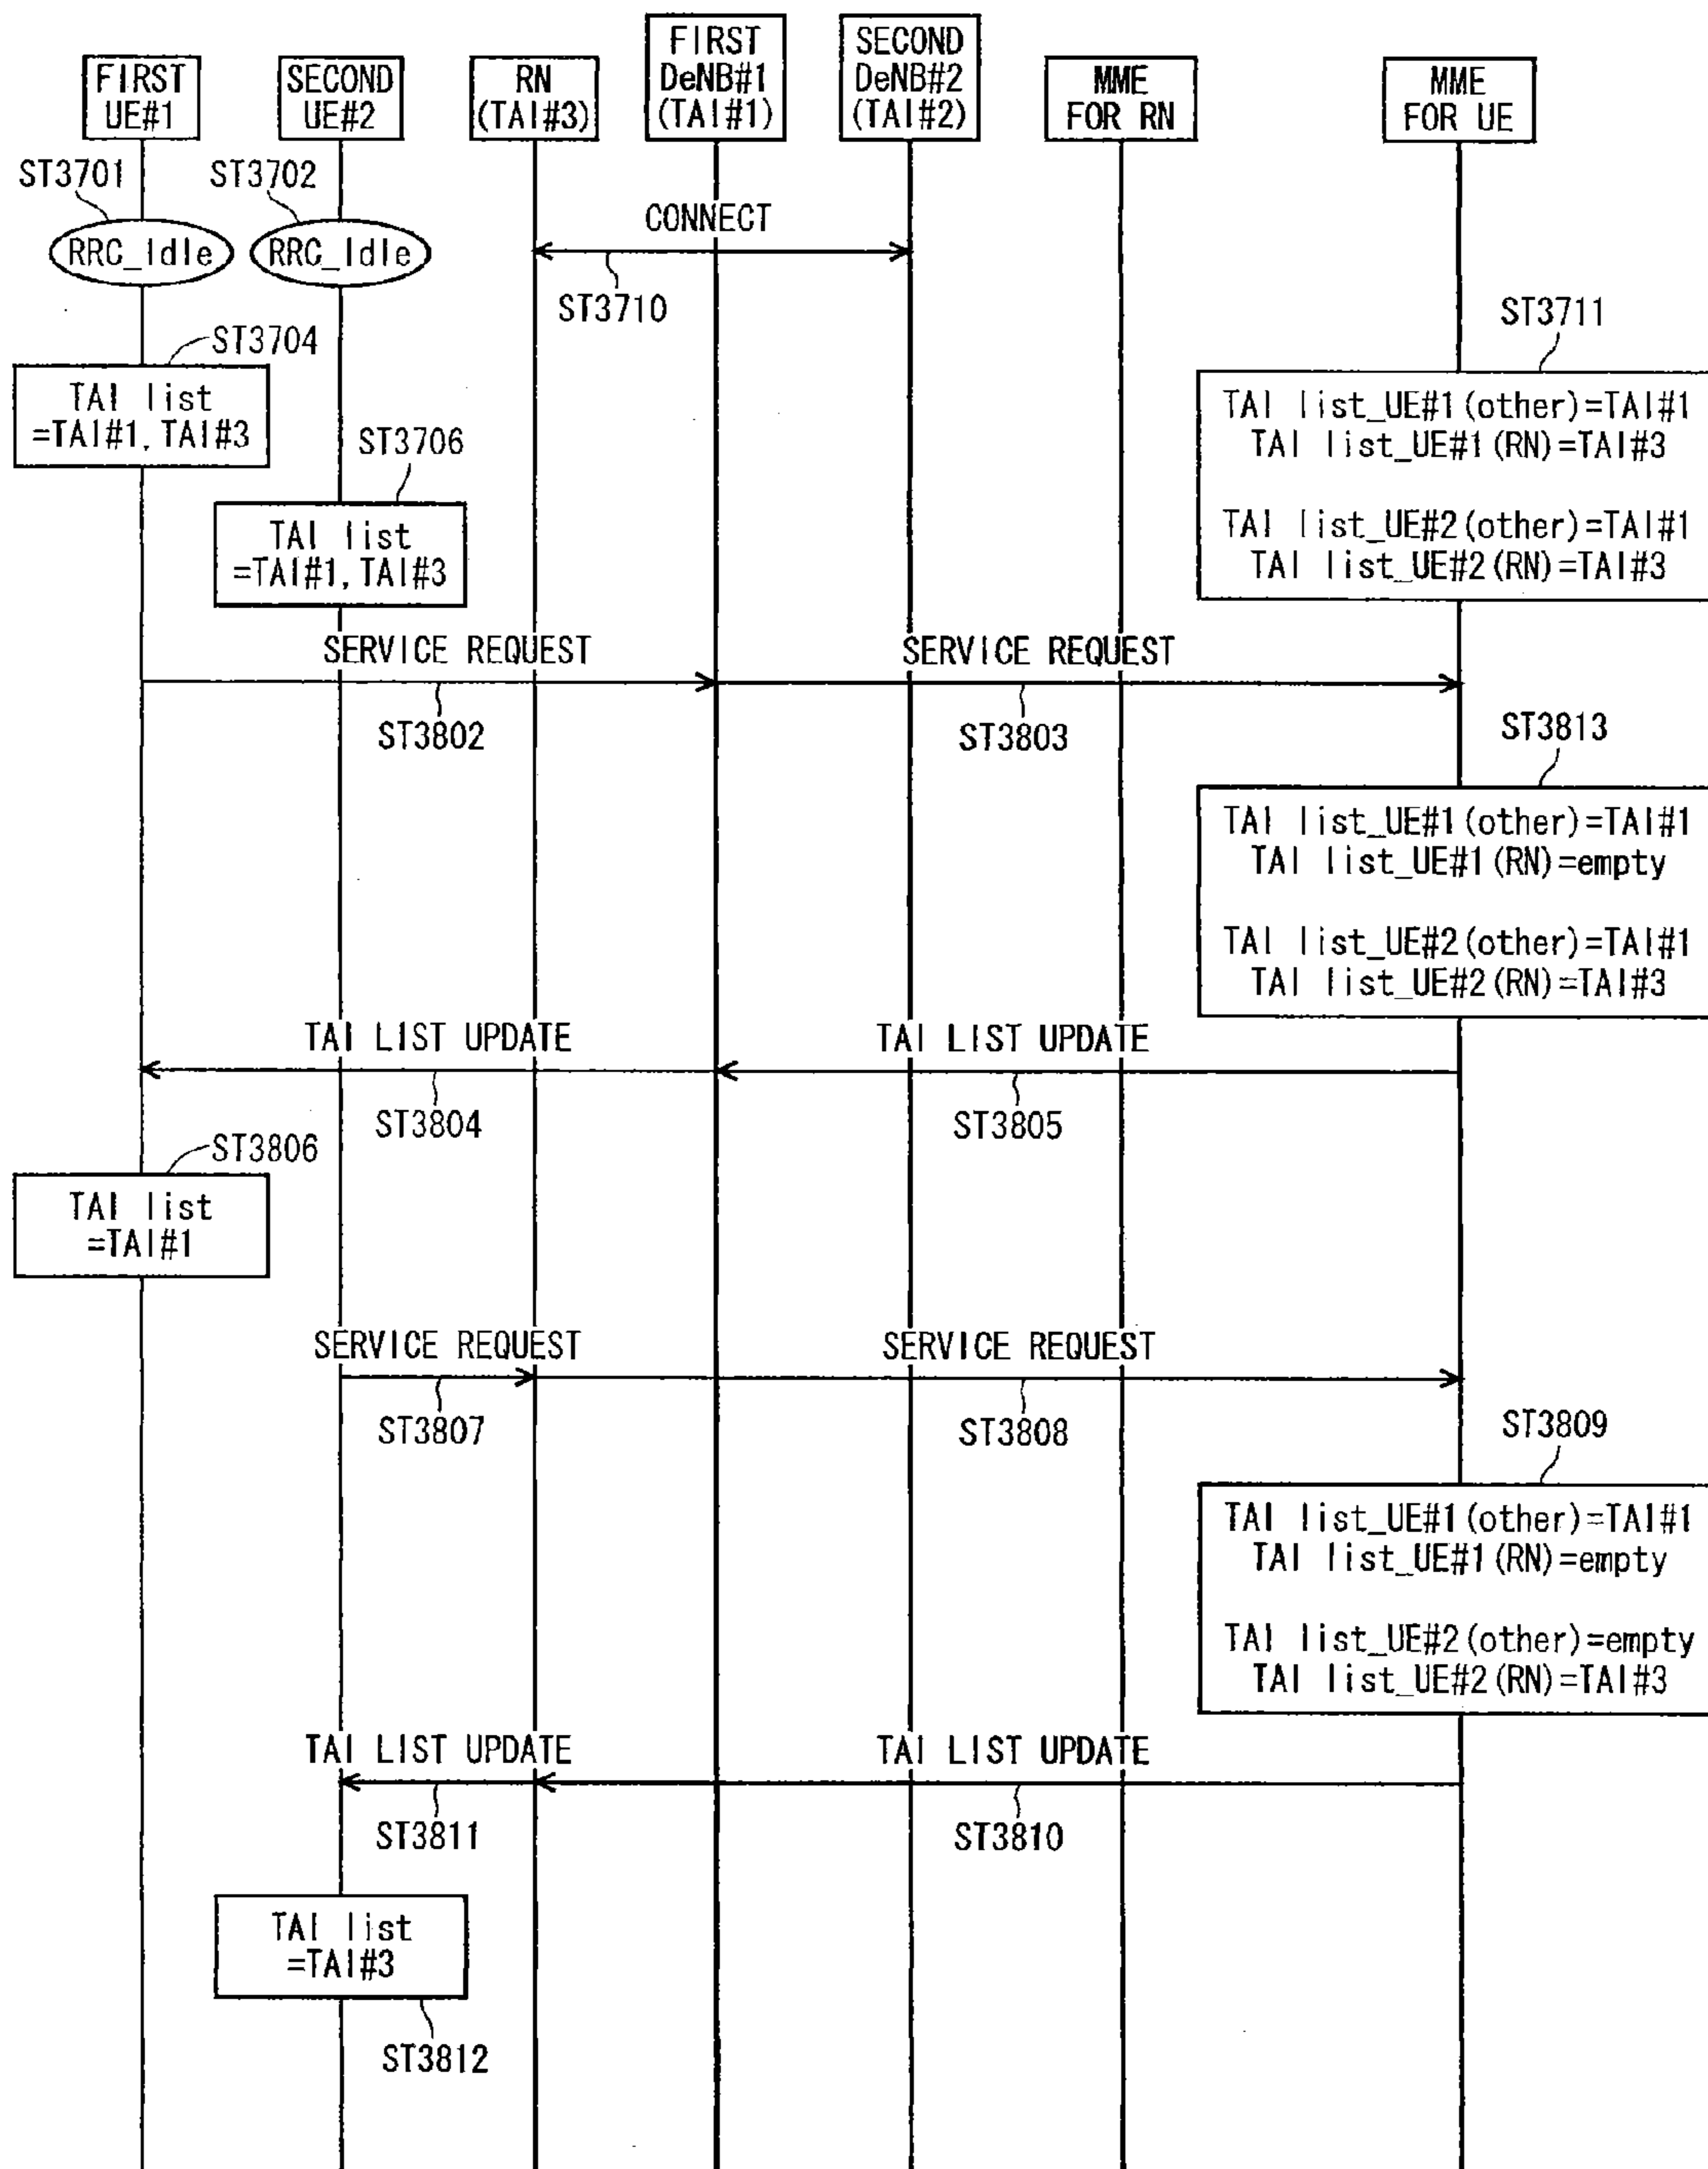 FIRST
UE#1
SECOND
UE#2
RN
(TAI#3)
FIRST
DeNB#1
(TAI#1)
SECOND
DeNB#2
(TAI#2)
MME
FOR RN
MME
FOR UE
ST3701
ST3702
RRC_Idle
RRC_Idle
CONNECT
ST3710
ST3711
ST3704
TAI list
=TAI#1, TAI#3
TAI list_UE#1(other)=TAI#1
TAI list_UE#1(RN)=TAI#3
TAI list_UE#2(other)=TAI#1
TAI list_UE#2(RN)=TAI#3
ST3706
TAI list
=TAI#1, TAI#3
SERVICE REQUEST
SERVICE REQUEST
ST3802
ST3803
ST3813
TAI list_UE#1(other)=TAI#1
TAI list_UE#1(RN)=empty
TAI list_UE#2(other)=TAI#1
TAI list_UE#2(RN)=TAI#3
TAI LIST UPDATE
TAI LIST UPDATE
ST3804
ST3805
ST3806
TAI list
=TAI#1
SERVICE REQUEST
SERVICE REQUEST
ST3807
ST3808
ST3809
TAI list_UE#1(other)=TAI#1
TAI list_UE#1(RN)=empty
TAI list_UE#2(other)=empty
TAI list_UE#2(RN)=TAI#3
TAI LIST UPDATE
TAI LIST UPDATE
ST3811
ST3810
TAI list
=TAI#3
ST3812